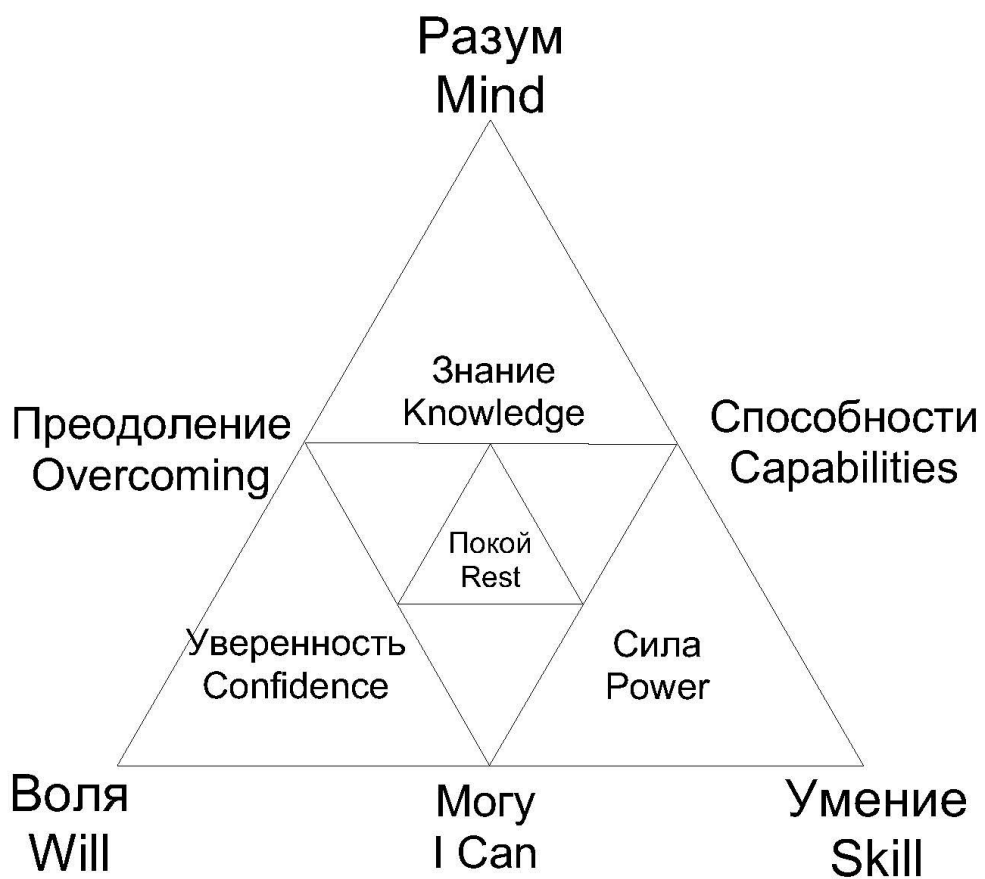 Разум
Mind
Знание
Knowledge
Преодоление
Overcoming
Способности
Capabilities
Покой
Rest
Уверенность
Confidence
Сила
Power
Воля
Will
Могу
I Can
Умение
Skill